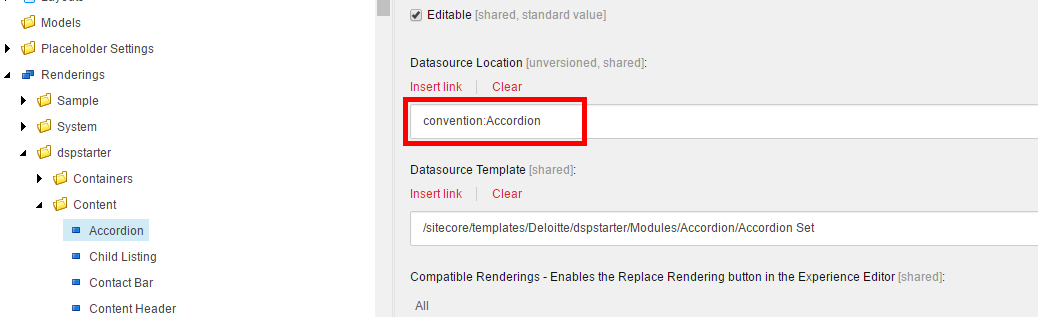 Layouts
Models
Placeholder Settings
Renderings
Sample
System
dspstarter
Containers
Content
Accordion
Child Listing
Contact Bar
Content Header
Editable [shared, standard value]
Datasource Location [unversioned, shared]:
Insert link Clear
convention:Accordion
Datasource Template [shared]:
Insert link Clear
/sitecore/templates/Deloitte/dspstarter/Modules/Accordion/Accordion Set
Compatible Renderings - Enables the Replace Rendering button in the Experience Editor [shared]:
All